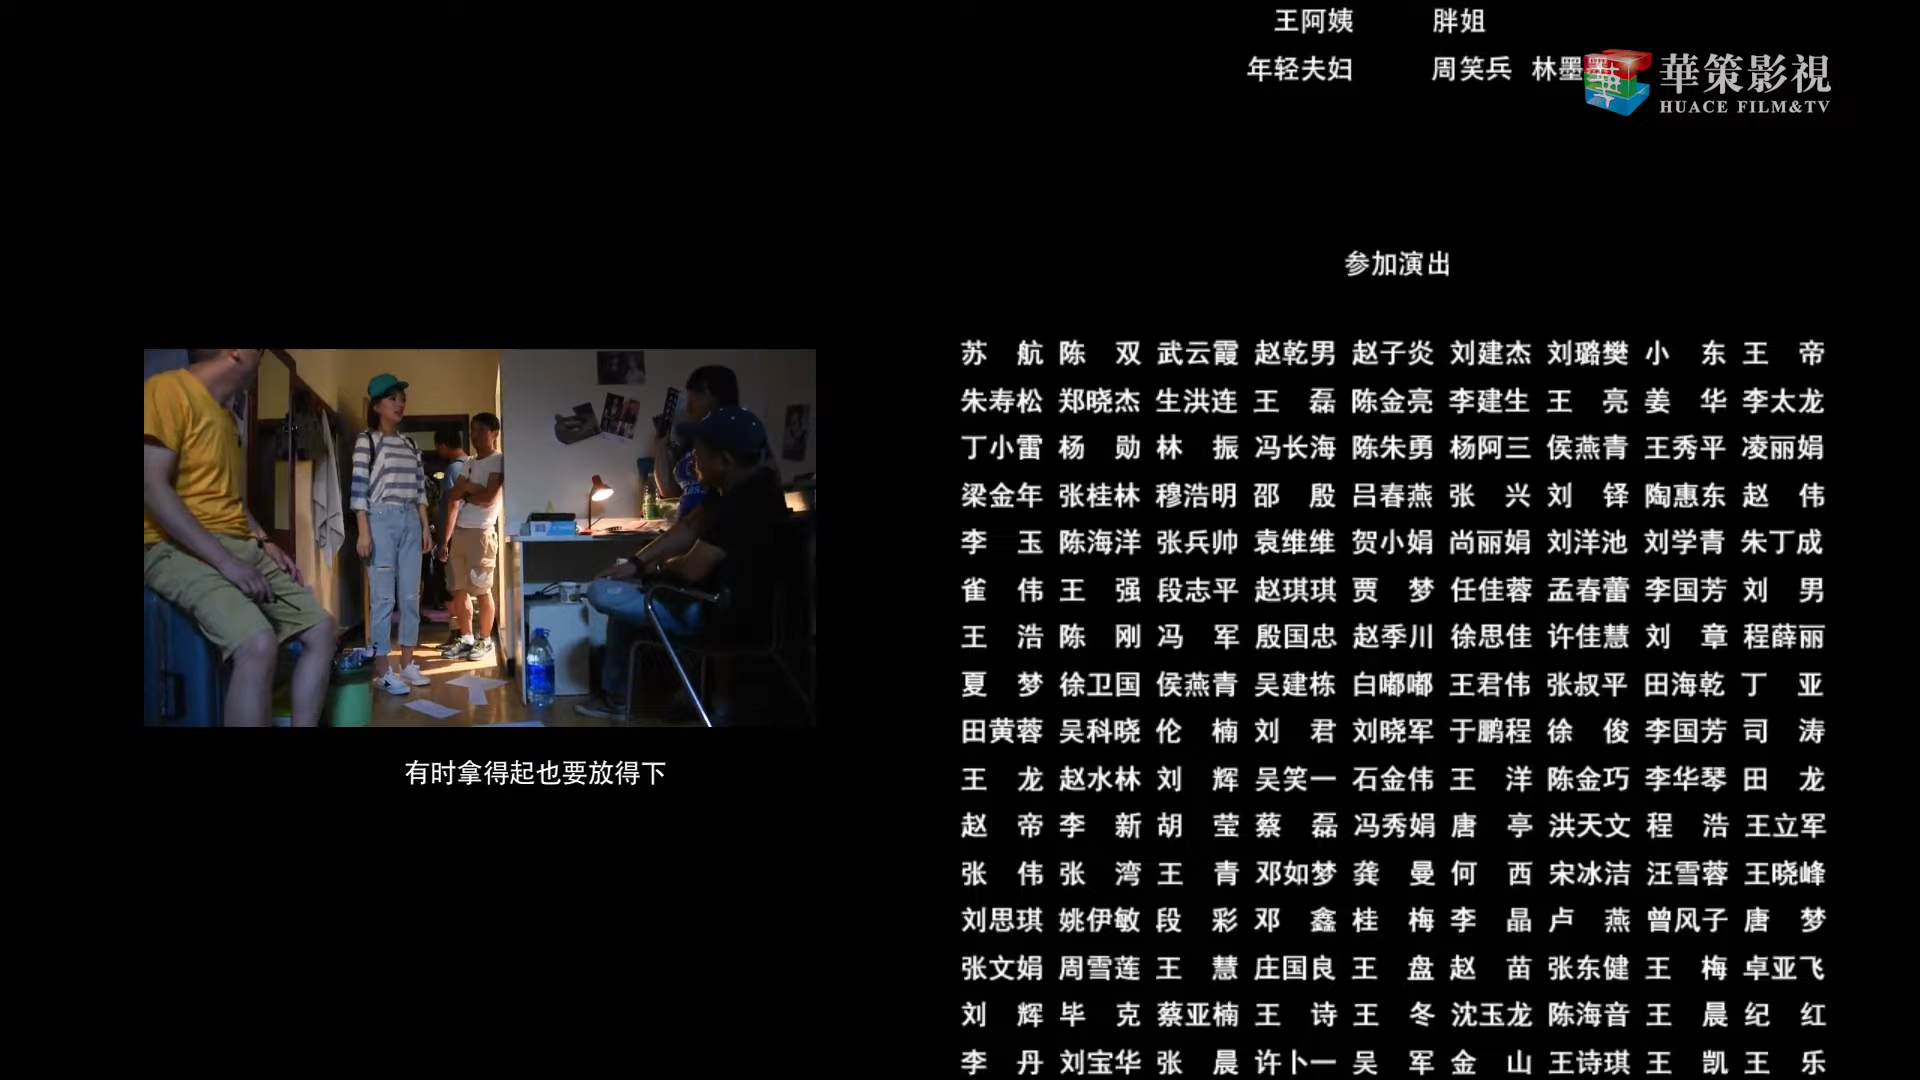 王阿姨 胖姐
年轻夫妇 周笑兵 林墨
華策影視
HUACE FILM&TV
参加演出
苏航 陈双 武云霞 赵乾男 赵子炎 刘建杰 刘璐樊 小东 王帝
朱寿松 郑晓杰 生洪连 王磊 陈金亮 李建生 王亮 姜华 李太龙
丁小雷 杨勋 林振 冯长海 陈朱勇 杨阿三 侯燕青 王秀平 凌丽娟
梁金年 张桂林 穆浩明 邵殷 吕春燕 张兴 刘铎 陶惠东 赵伟
李玉 陈海洋 张兵帅 袁维维 贺小娟 尚丽娟 刘洋池 刘学青 朱丁成
雀伟 王强 段志平 赵琪琪 贾梦 任佳蓉 孟春蕾 李国芳 刘男
王浩 陈刚 冯军 殷国忠 赵季川 徐思佳 许佳慧 刘章 程薛丽
夏梦 徐卫国 侯燕青 吴建栋 白嘟嘟 王君伟 张叔平 田海乾 丁亚
田黄蓉 吴科晓 伦楠 刘君 刘晓军 于鹏程 徐俊 李国芳 司涛
王龙 赵水林 刘辉 吴笑一 石金伟 王洋 陈金巧 李华琴 田龙
赵帝 李新 胡莹 蔡磊 冯秀娟 唐亭 洪天文 程浩 王立军
张伟 张湾 王青 邓如梦 龚曼 何西 宋冰洁 汪雪蓉 王晓峰
刘思琪 姚伊敏 段彩 邓鑫 桂梅 李晶 卢燕 曾风子 唐梦
张文娟 周雪莲 王慧 庄国良 王盘 赵苗 张东健 王梅 卓亚飞
刘辉 毕克 蔡亚楠 王诗 王冬 沈玉龙 陈海音 王晨 纪红
李丹 刘宝华 张晨 许卜一 吴军 金山 王诗琪 王凯 王乐
有时拿得起也要放得下